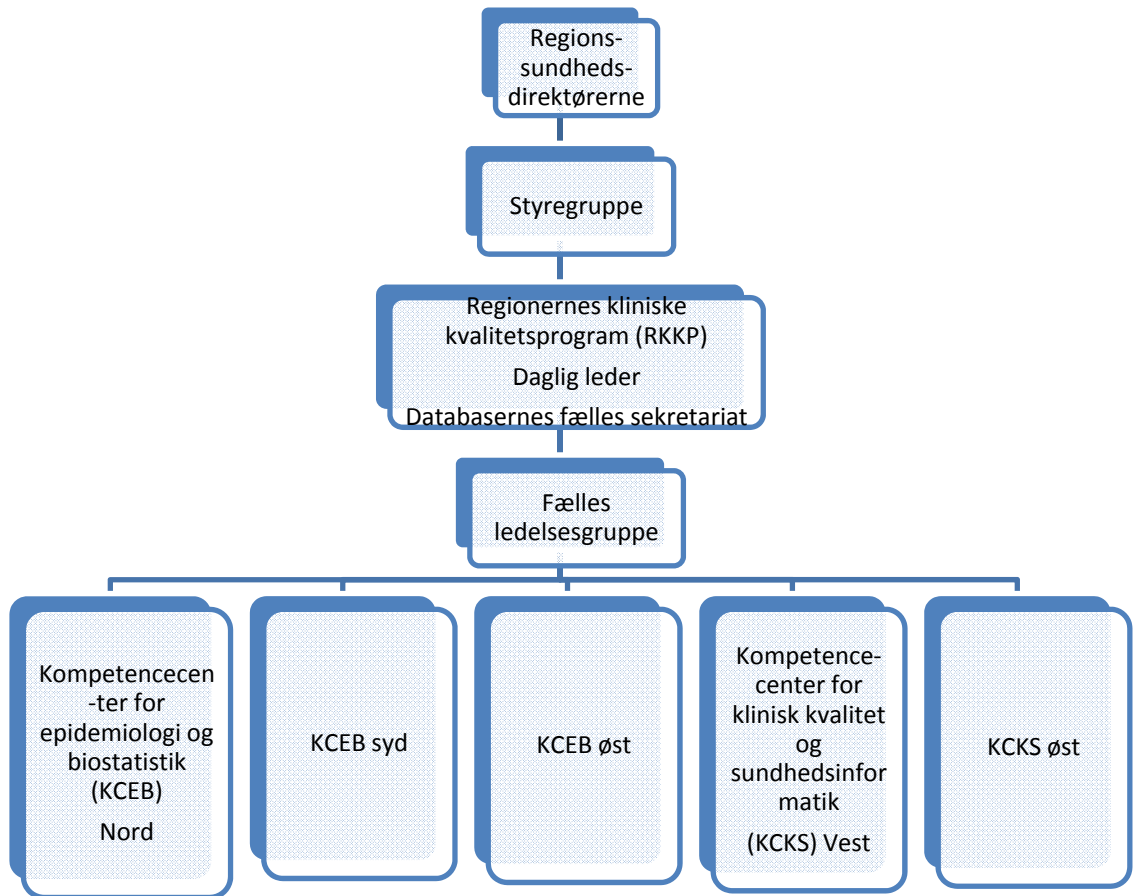 Regions-
sundheds-
direktørerne
Styregruppe
Regionernes kliniske
kvalitetsprogram (RKKP)
Daglig leder
Databasernes fælles sekretariat
Fælles
ledelsesgruppe
Kompetencecen
-ter for
epidemiologi og
biostatistik
(KCEB)
Nord
KCEB syd
KCEB øst
Kompetence-
center for
klinisk kvalitet
og
sundhedsinfor
matik
(KCKS) Vest
KCKS øst